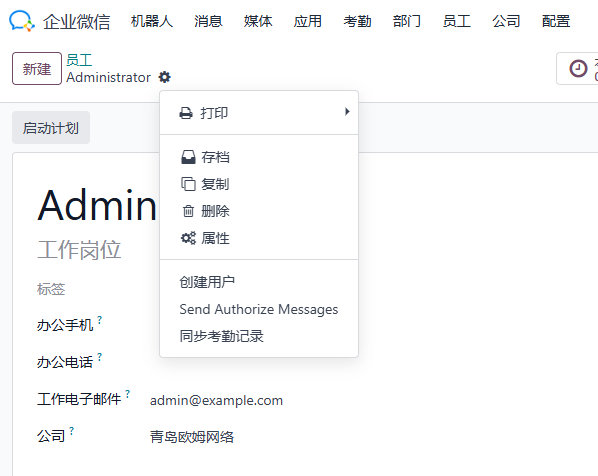 企业微信 机器人 消息 媒体 应用 考勤 部门 员工 公司 配置
新建 员工
Administrator
启动计划
打印
存档
复制
删除
属性
创建用户
Send Authorize Messages
同步考勤记录
Admin
工作岗位
标签
办公手机 ?
办公电话 ?
工作电子邮件 ? admin@example.com
公司 ? 青岛欧姆网络